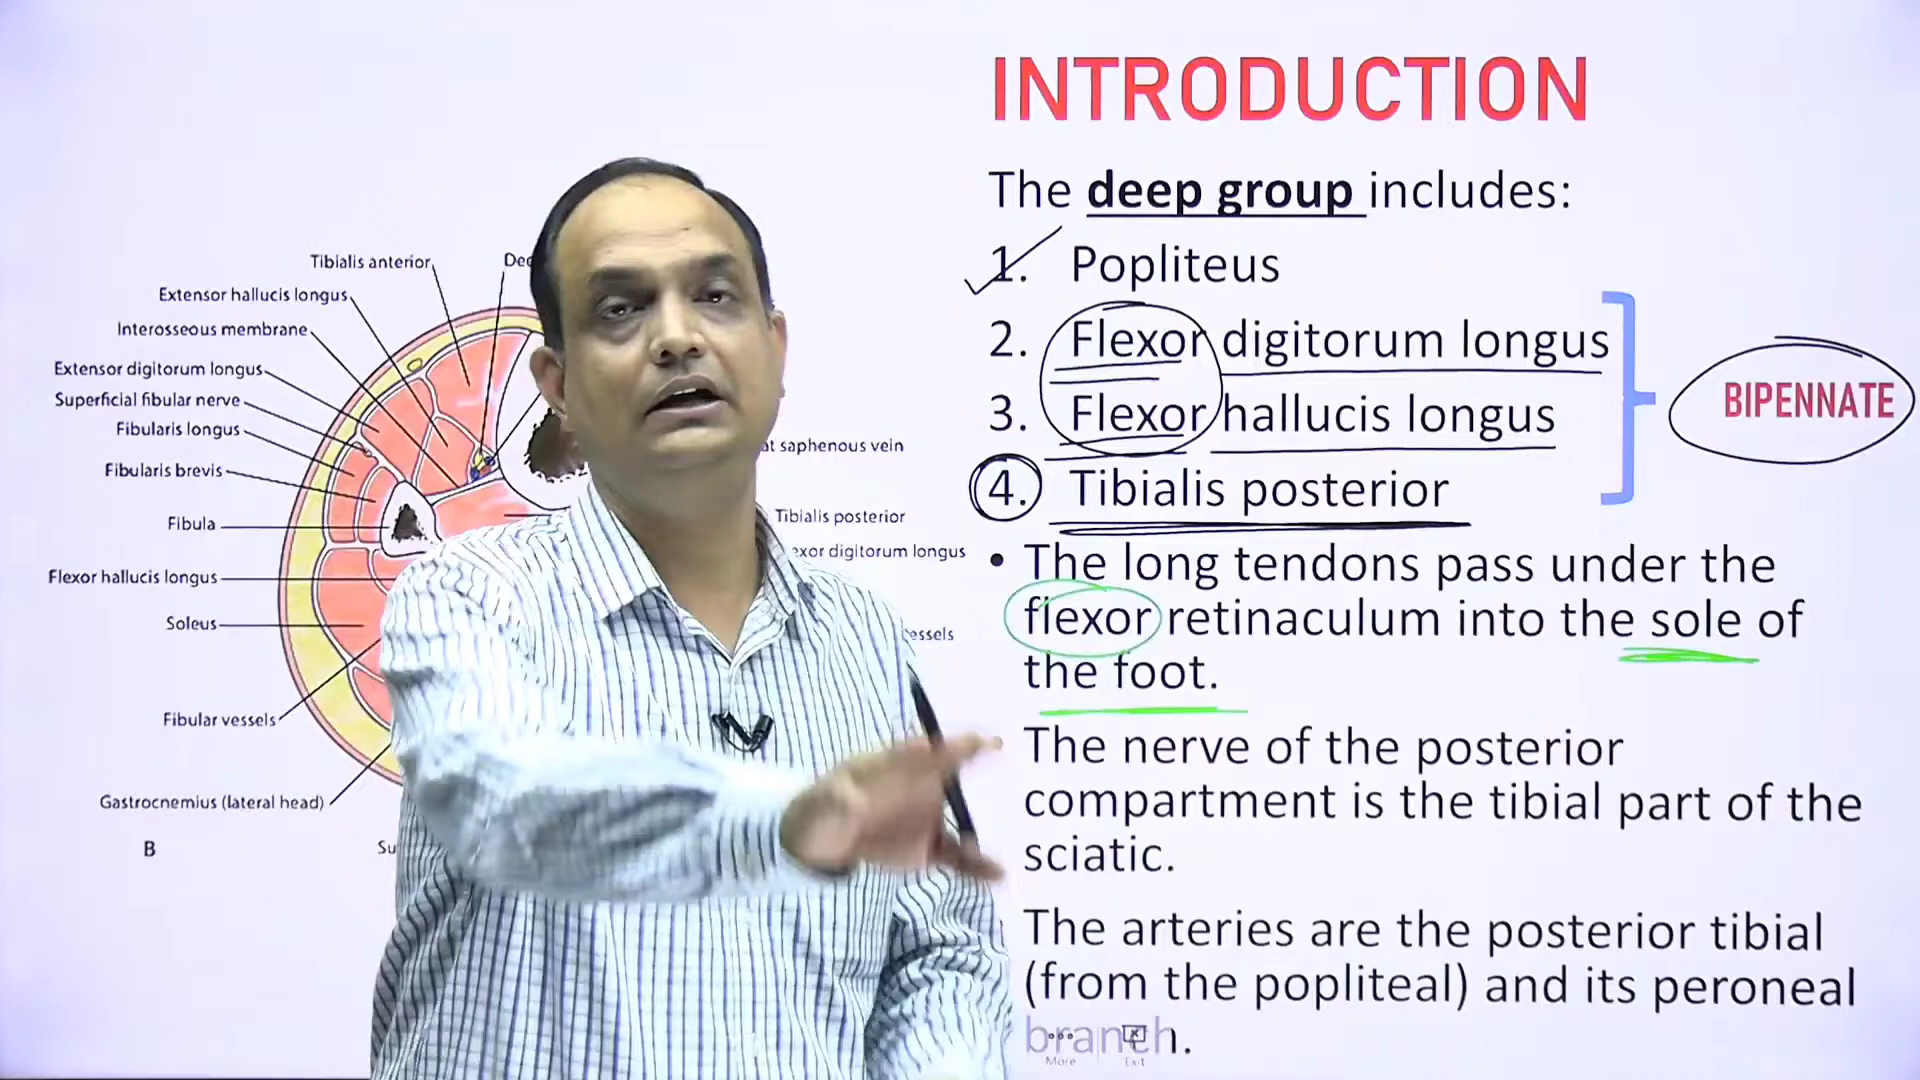 INTRODUCTION
The deep group includes:
1. Popliteus
2. Flexor digitorum longus
3. Flexor hallucis longus
4. Tibialis posterior
BIPENNATE
• The long tendons pass under the
flexor retinaculum into the sole of
the foot.
The nerve of the posterior
compartment is the tibial part of the
sciatic.
The arteries are the posterior tibial
(from the popliteal) and its peroneal
branch.
More
Exit
Tibialis anterior
Extensor hallucis longus
Interosseous membrane
Extensor digitorum longus
Superficial fibular nerve
Fibularis longus
Fibularis brevis
Fibula
Flexor hallucis longus
Soleus
Fibular vessels
Gastrocnemius (lateral head)
B
saphenous vein
Tibialis posterior
digitorum longus